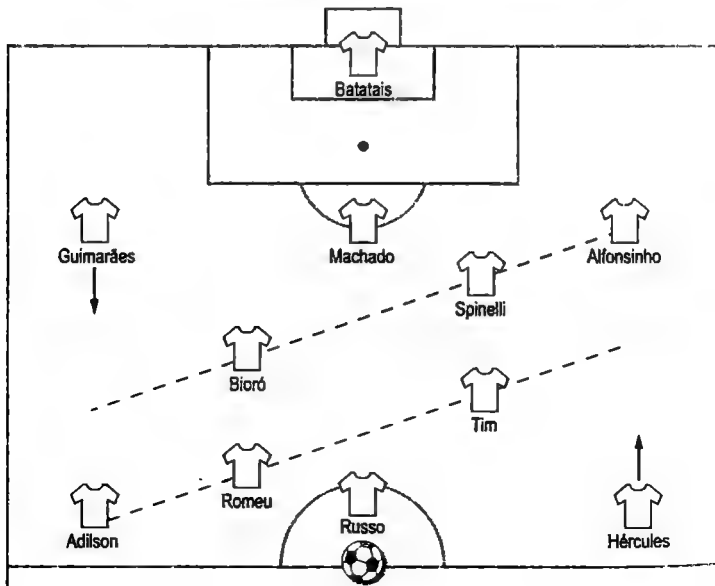 Batatais
Guimarães
Machado
Alfonsinho
Spinelli
Bioró
Tim
Romeu
Adilson
Russo
Hércules